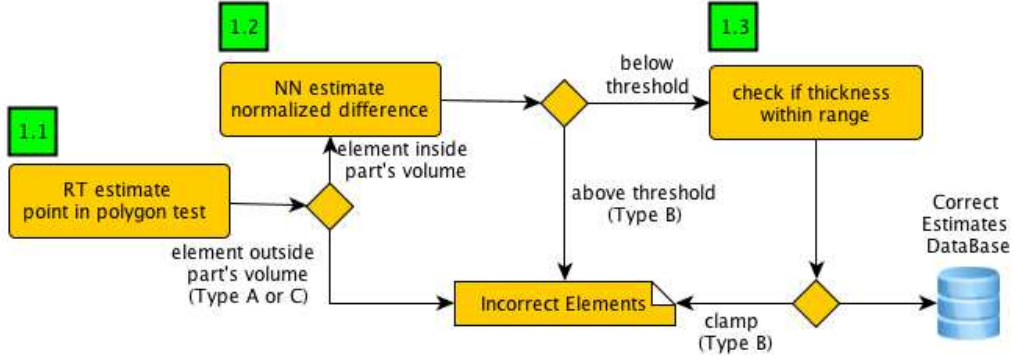 1.1
RT estimate
point in polygon test
1.2
NN estimate
normalized difference
element inside
part's volume
element outside
part's volume
(Type A or C)
below
threshold
above threshold
(Type B)
1.3
check if thickness
within range
Incorrect Elements
clamp
(Type B)
Correct
Estimates
DataBase